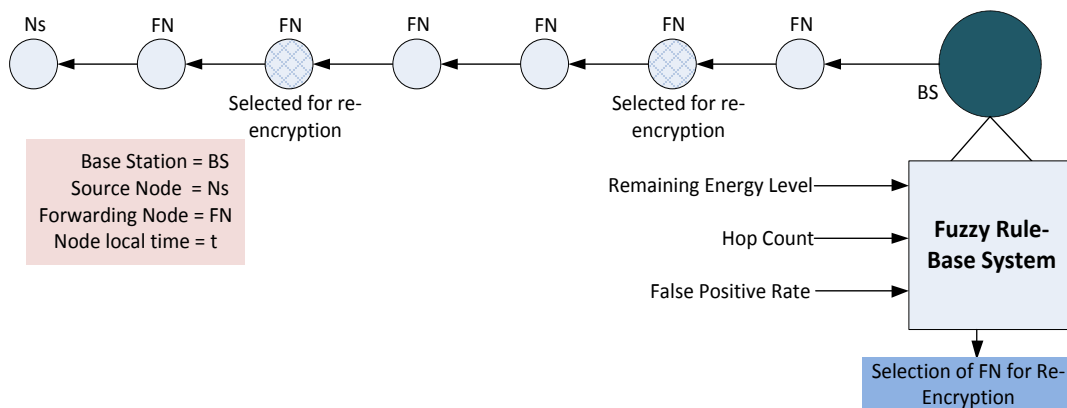 Ns
FN
FN
FN
FN
FN
FN
BS
Selected for re-
encryption
Selected for re-
encryption
Base Station = BS
Source Node = Ns
Forwarding Node = FN
Node local time = t
Remaining Energy Level
Hop Count
False Positive Rate
Fuzzy Rule-
Base System
Selection of FN for Re-
Encryption